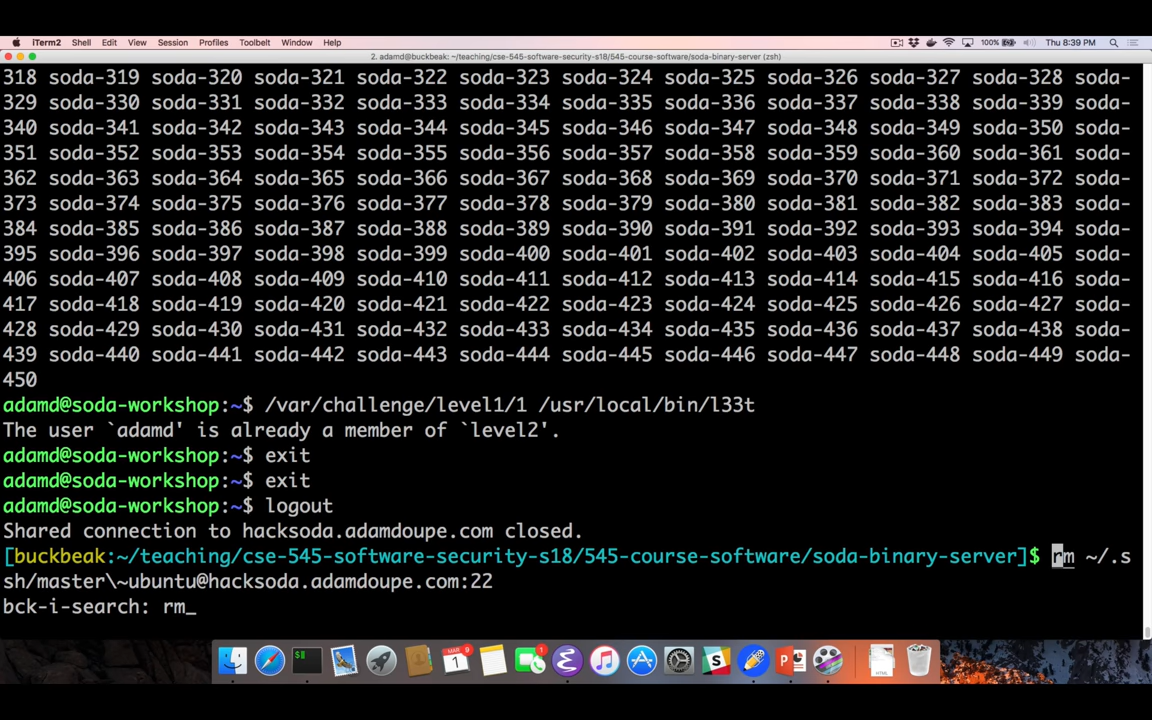 iTerm2 Shell Edit View Session Profiles Toolbelt Window Help 100% Thu 8:39 PM
2. adamd@buckbeak: ~/teaching/cse-545-software-security-s18/545-course-software/soda-binary-server (zsh)
318 soda-319 soda-320 soda-321 soda-322 soda-323 soda-324 soda-325 soda-326 soda-327 soda-328 soda-
329 soda-330 soda-331 soda-332 soda-333 soda-334 soda-335 soda-336 soda-337 soda-338 soda-339 soda-
340 soda-341 soda-342 soda-343 soda-344 soda-345 soda-346 soda-347 soda-348 soda-349 soda-350 soda-
351 soda-352 soda-353 soda-354 soda-355 soda-356 soda-357 soda-358 soda-359 soda-360 soda-361 soda-
362 soda-363 soda-364 soda-365 soda-366 soda-367 soda-368 soda-369 soda-370 soda-371 soda-372 soda-
373 soda-374 soda-375 soda-376 soda-377 soda-378 soda-379 soda-380 soda-381 soda-382 soda-383 soda-
384 soda-385 soda-386 soda-387 soda-388 soda-389 soda-390 soda-391 soda-392 soda-393 soda-394 soda-
395 soda-396 soda-397 soda-398 soda-399 soda-400 soda-401 soda-402 soda-403 soda-404 soda-405 soda-
406 soda-407 soda-408 soda-409 soda-410 soda-411 soda-412 soda-413 soda-414 soda-415 soda-416 soda-
417 soda-418 soda-419 soda-420 soda-421 soda-422 soda-423 soda-424 soda-425 soda-426 soda-427 soda-
428 soda-429 soda-430 soda-431 soda-432 soda-433 soda-434 soda-435 soda-436 soda-437 soda-438 soda-
439 soda-440 soda-441 soda-442 soda-443 soda-444 soda-445 soda-446 soda-447 soda-448 soda-449 soda-
450
adamd@soda-workshop:~$ /var/challenge/level1/1 /usr/local/bin/l33t
The user `adamd' is already a member of `level2'.
adamd@soda-workshop:~$ exit
adamd@soda-workshop:~$ exit
adamd@soda-workshop:~$ logout
Shared connection to hacksoda.adamdoupe.com closed.
[buckbeak:~/teaching/cse-545-software-security-s18/545-course-software/soda-binary-server]$ rm ~/.s
sh/master\~ubuntu@hacksoda.adamdoupe.com:22
bck-i-search: rm_